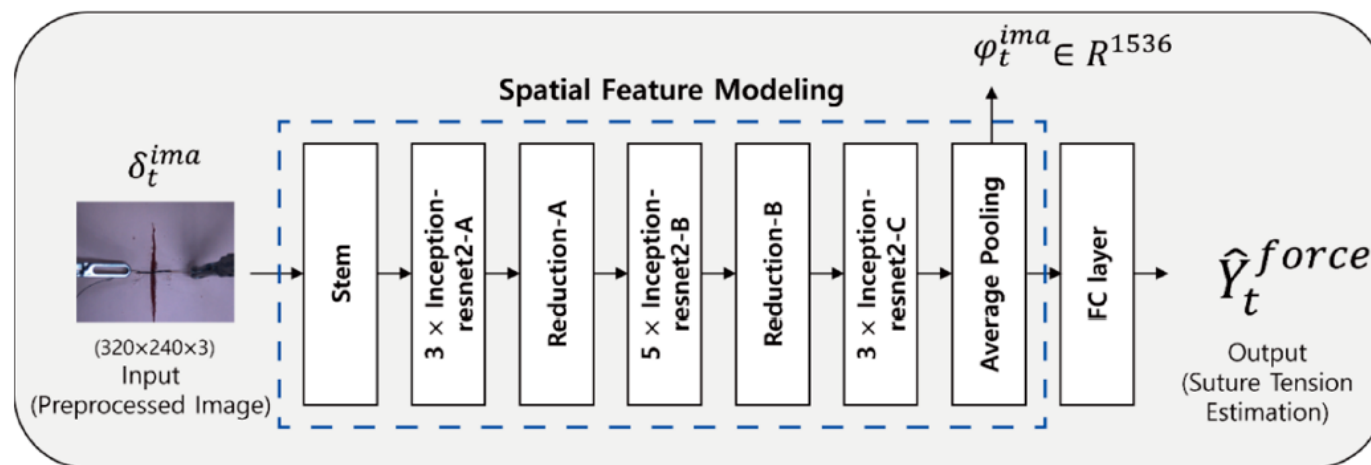 φ_t^{ima} ∈ R^{1536}
Spatial Feature Modeling
δ_t^{ima}
(320×240×3)
Input
(Preprocessed Image)
Stem
3 × Inception-
resnet2-A
Reduction-A
5 × Inception-
resnet2-B
Reduction-B
3 × Inception-
resnet2-C
Average Pooling
FC layer
Ŷ_t^{force}
Output
(Suture Tension
Estimation)